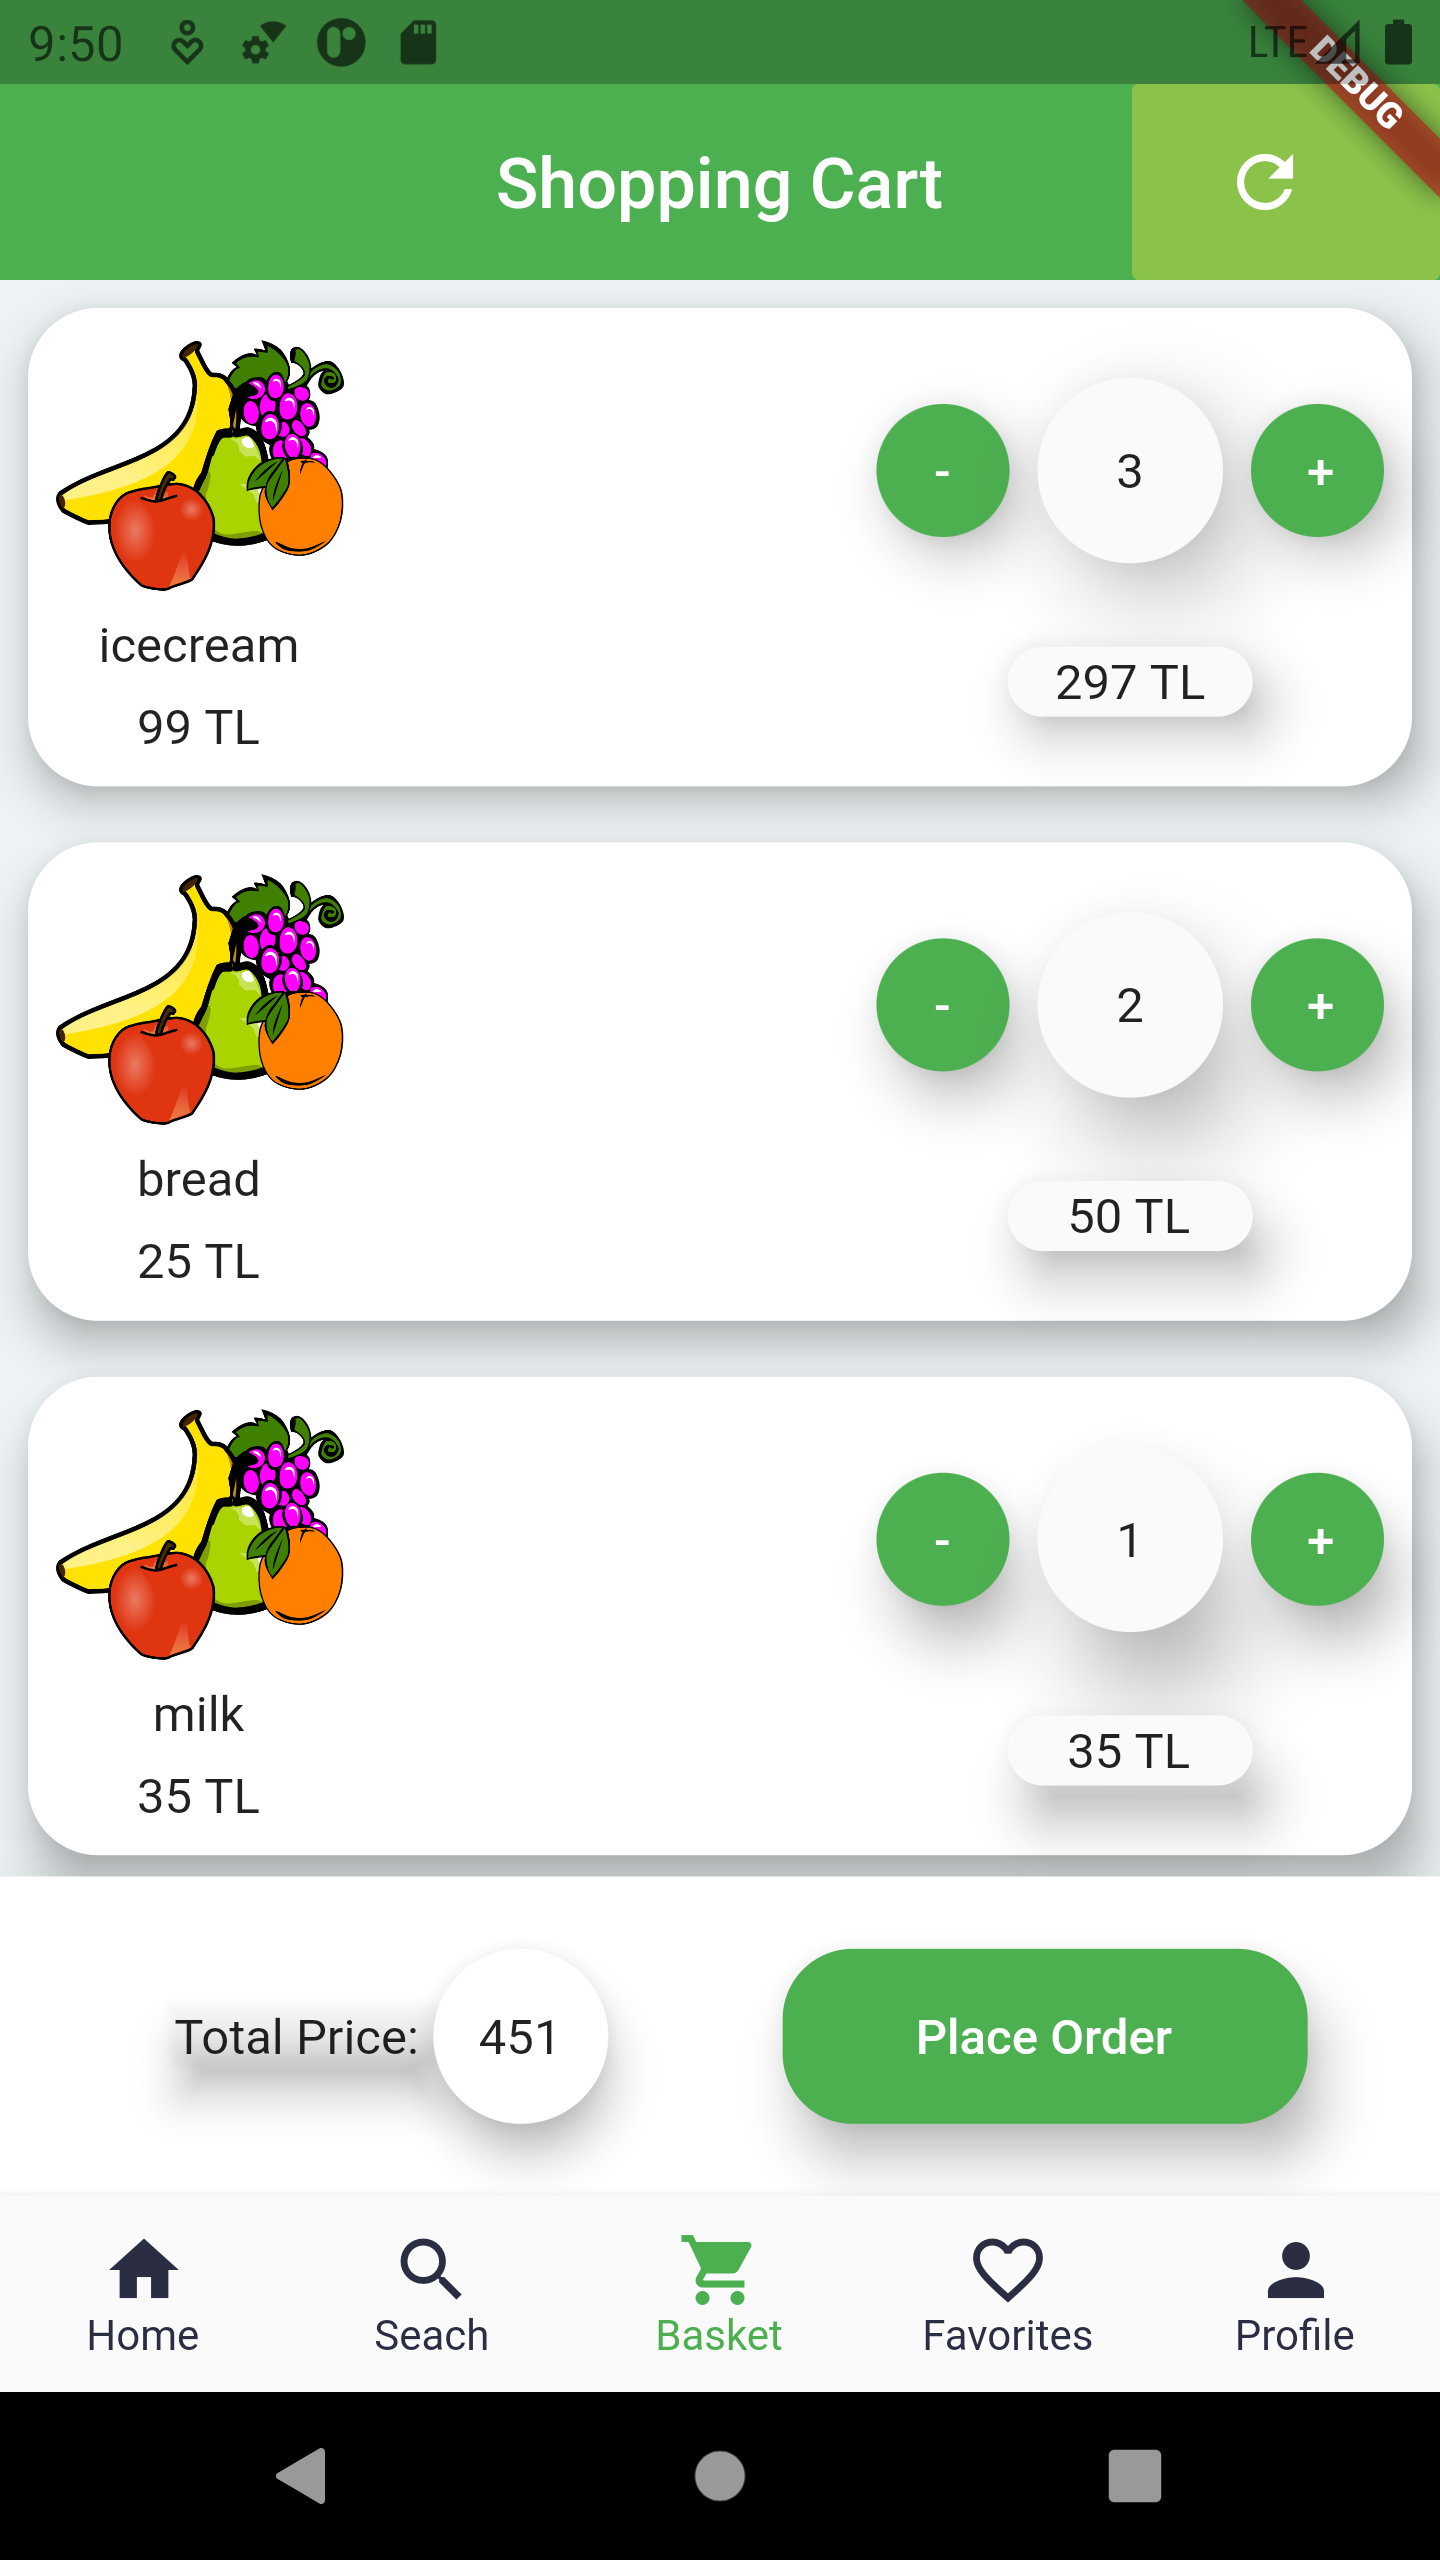 9:50
LTE
DEBUG
Shopping Cart
- 3 +
icecream
297 TL
99 TL
- 2 +
bread
50 TL
25 TL
- 1 +
milk
35 TL
35 TL
Total Price: 451
Place Order
Home Seach Basket Favorites Profile